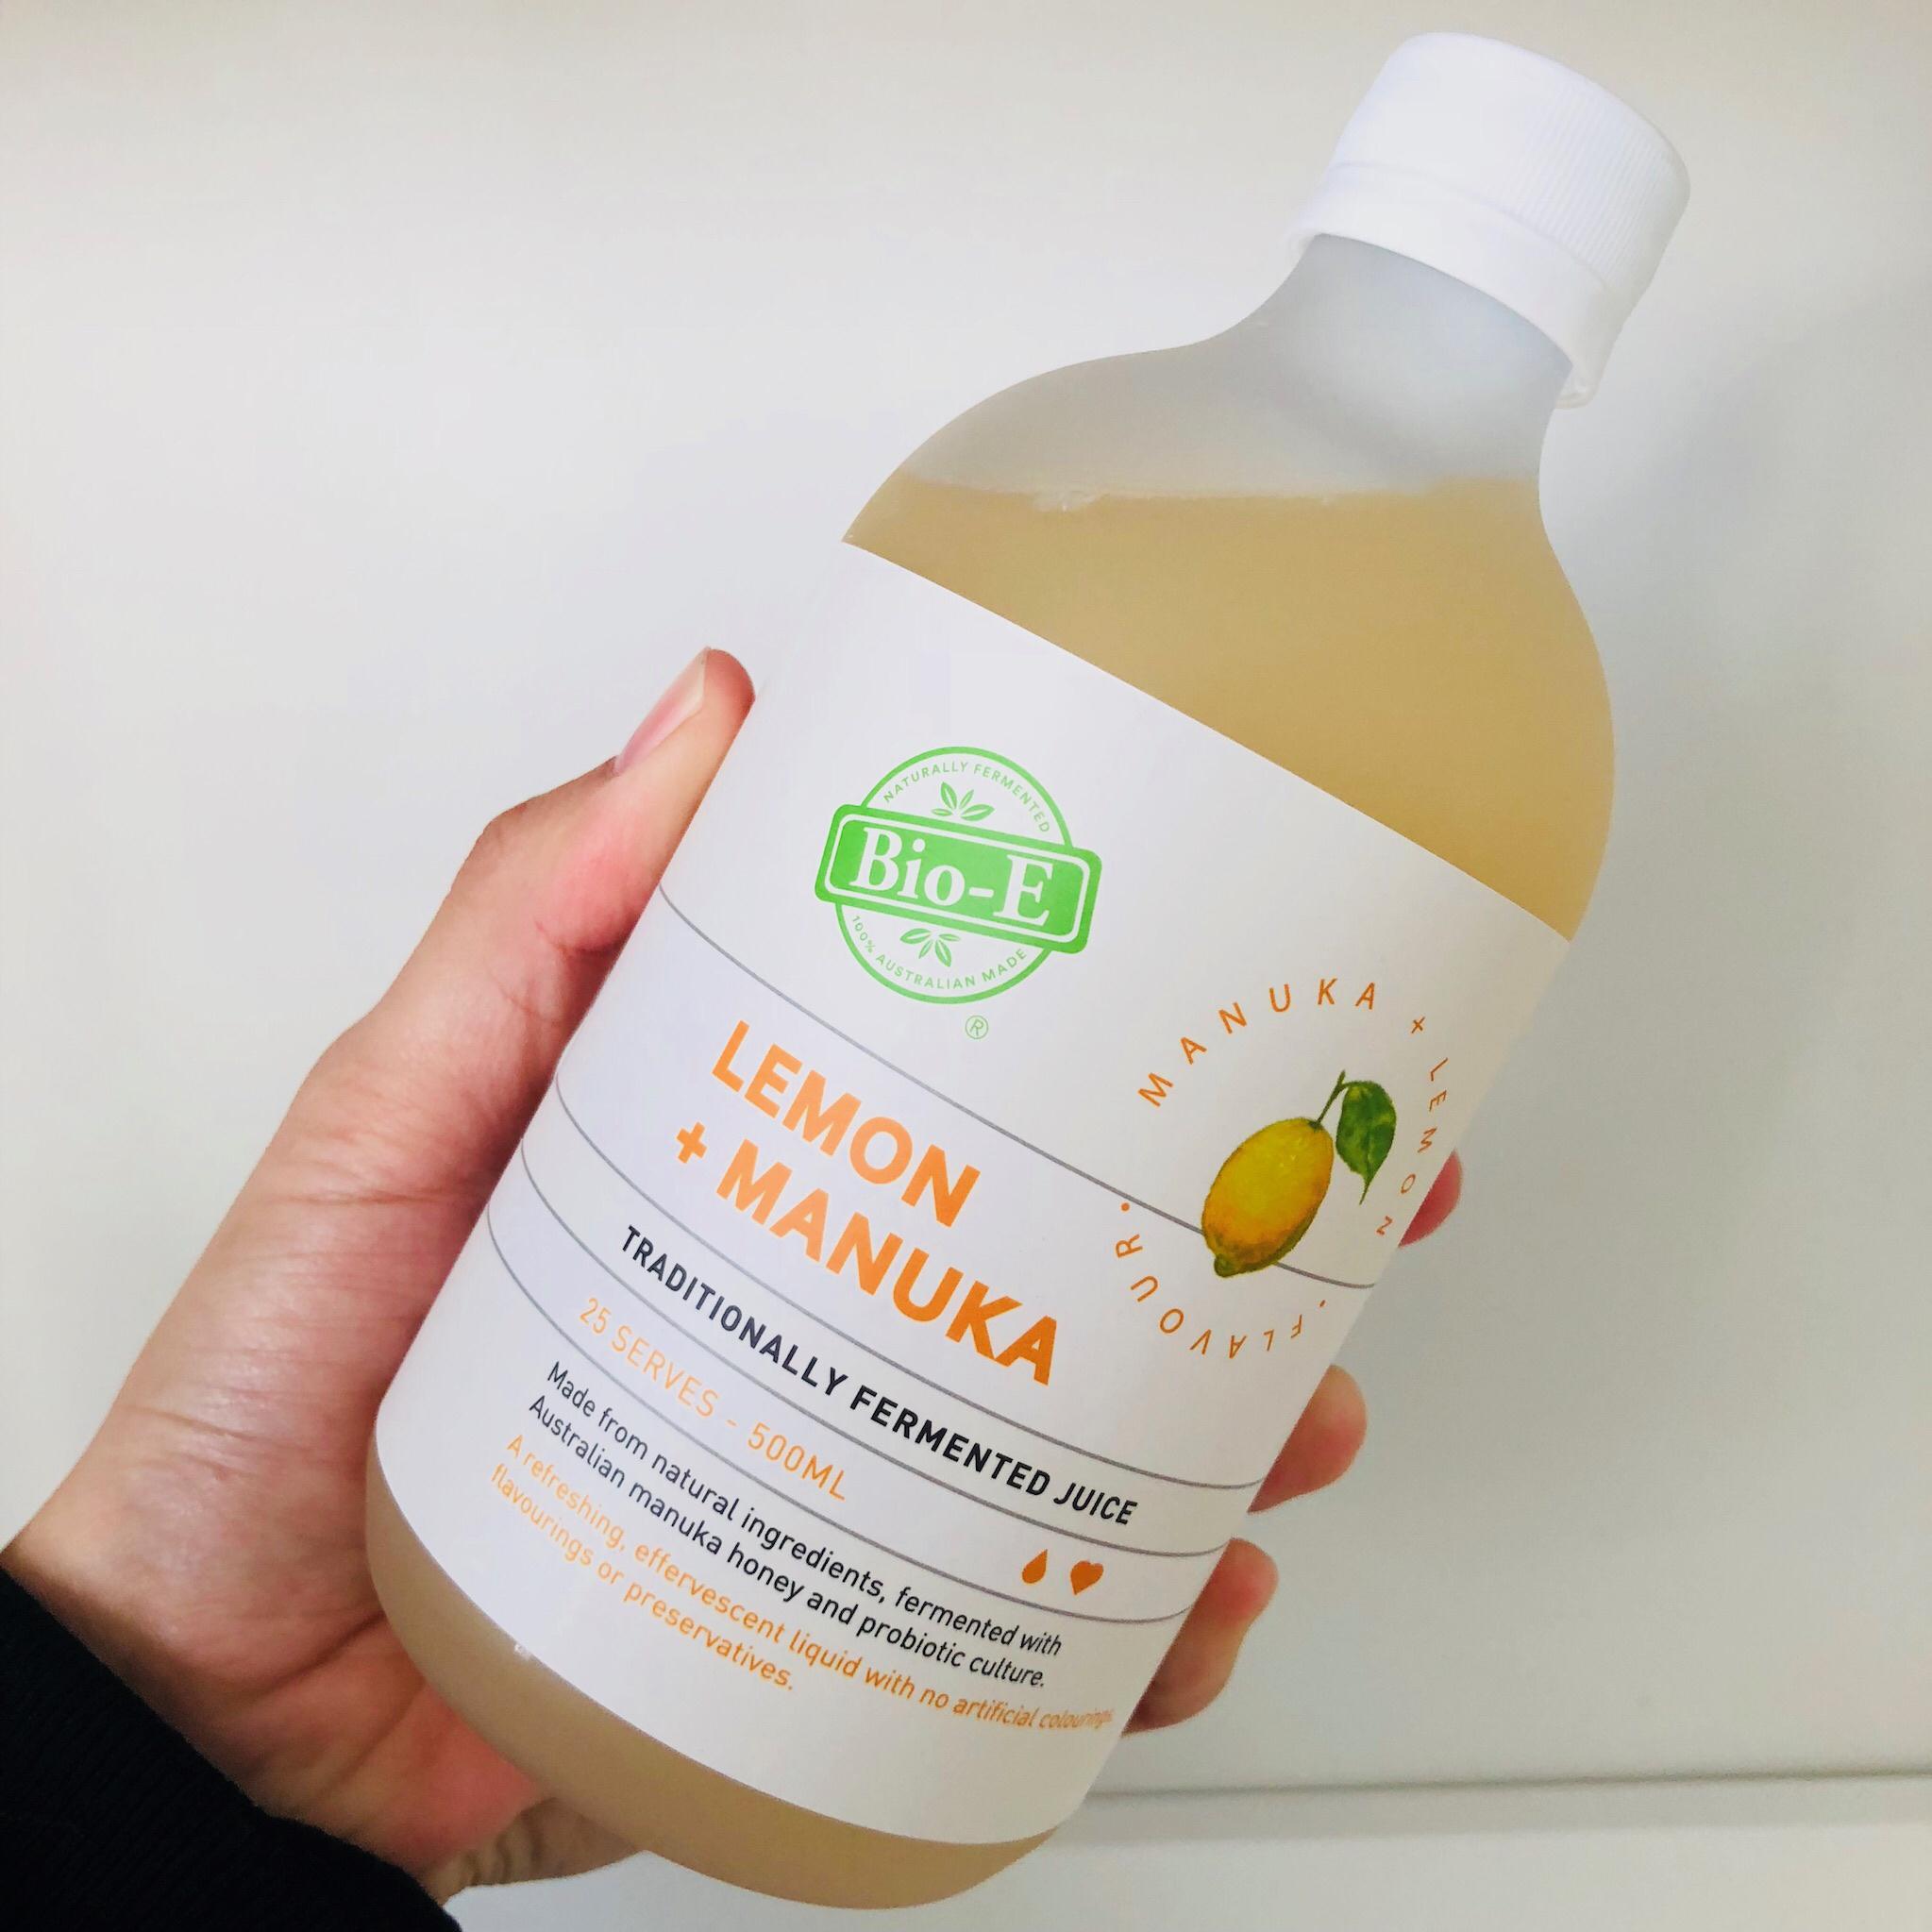 NATURALLY FERMENTED
Bio-E
100% AUSTRALIAN MADE
®
MANUKA + LEMON
.FLAVOUR.
LEMON
+ MANUKA
TRADITIONALLY FERMENTED JUICE
25 SERVES - 500ML
Made from natural ingredients, fermented with
Australian manuka honey and probiotic culture.
A refreshing, effervescent liquid with no artificial colourings
flavourings or preservatives.